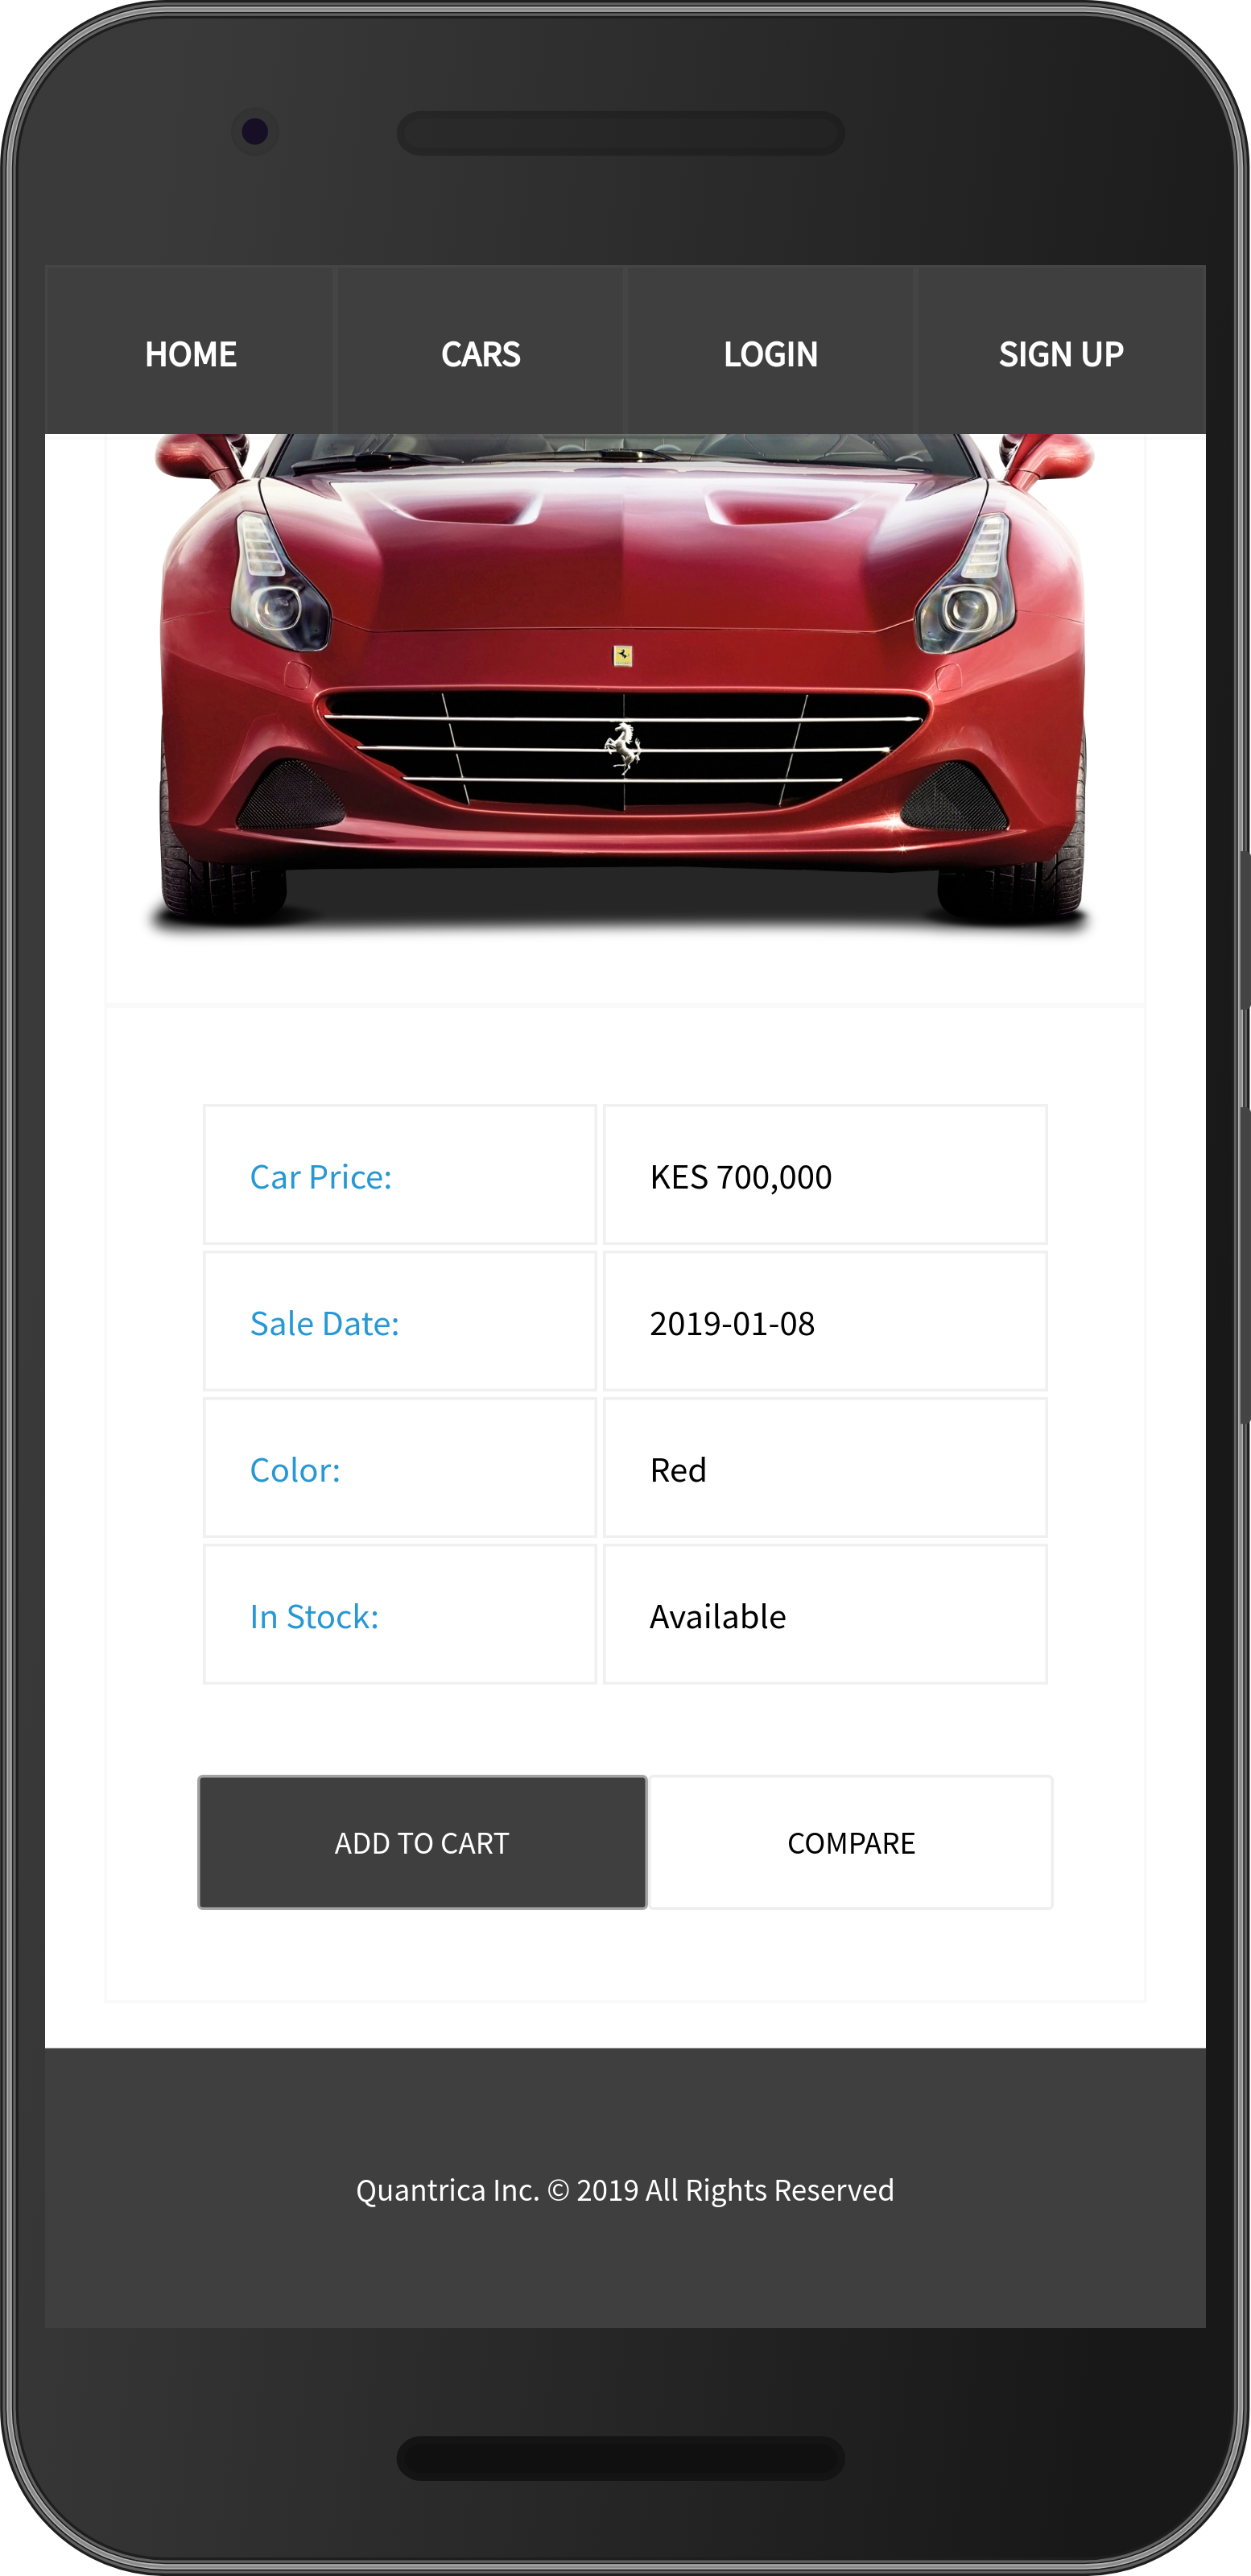 HOME CARS LOGIN SIGN UP
Car Price: KES 700,000
Sale Date: 2019-01-08
Color: Red
In Stock: Available
ADD TO CART COMPARE
Quantrica Inc. © 2019 All Rights Reserved